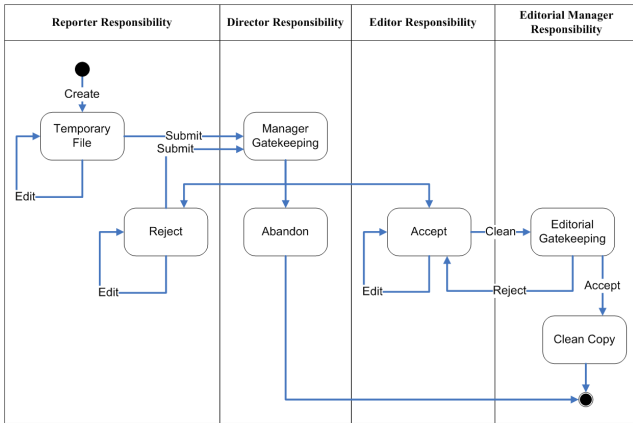 Reporter Responsibility
Director Responsibility
Editor Responsibility
Editorial Manager
Responsibility
Create
Temporary
File
Submit
Submit
Manager
Gatekeeping
Edit
Reject
Abandon
Accept
Clean
Editorial
Gatekeeping
Edit
Edit
Reject
Accept
Clean Copy